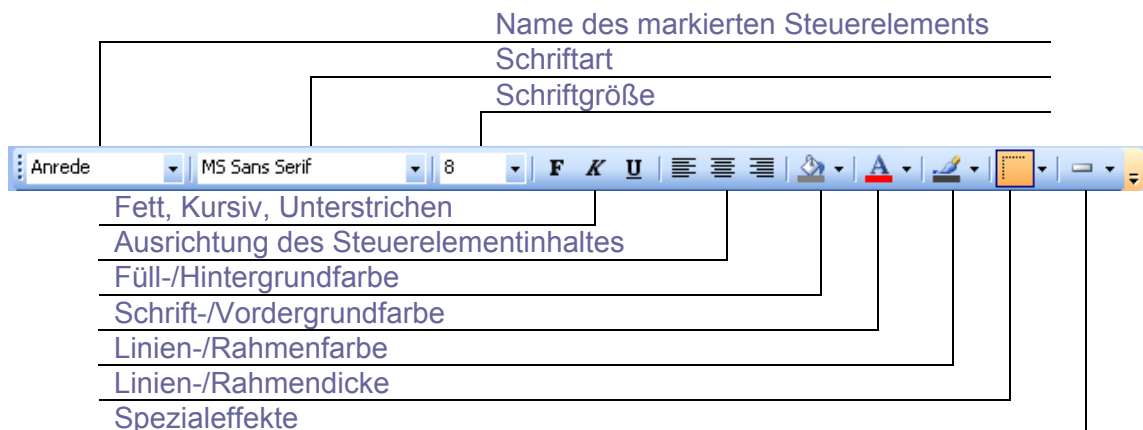 Name des markierten Steuerelements
Schriftart
Schriftgröße
Anrede MS Sans Serif 8 F K U A
Fett, Kursiv, Unterstrichen
Ausrichtung des Steuerelementinhaltes
Füll-/Hintergrundfarbe
Schrift-/Vordergrundfarbe
Linien-/Rahmenfarbe
Linien-/Rahmendicke
Spezialeffekte